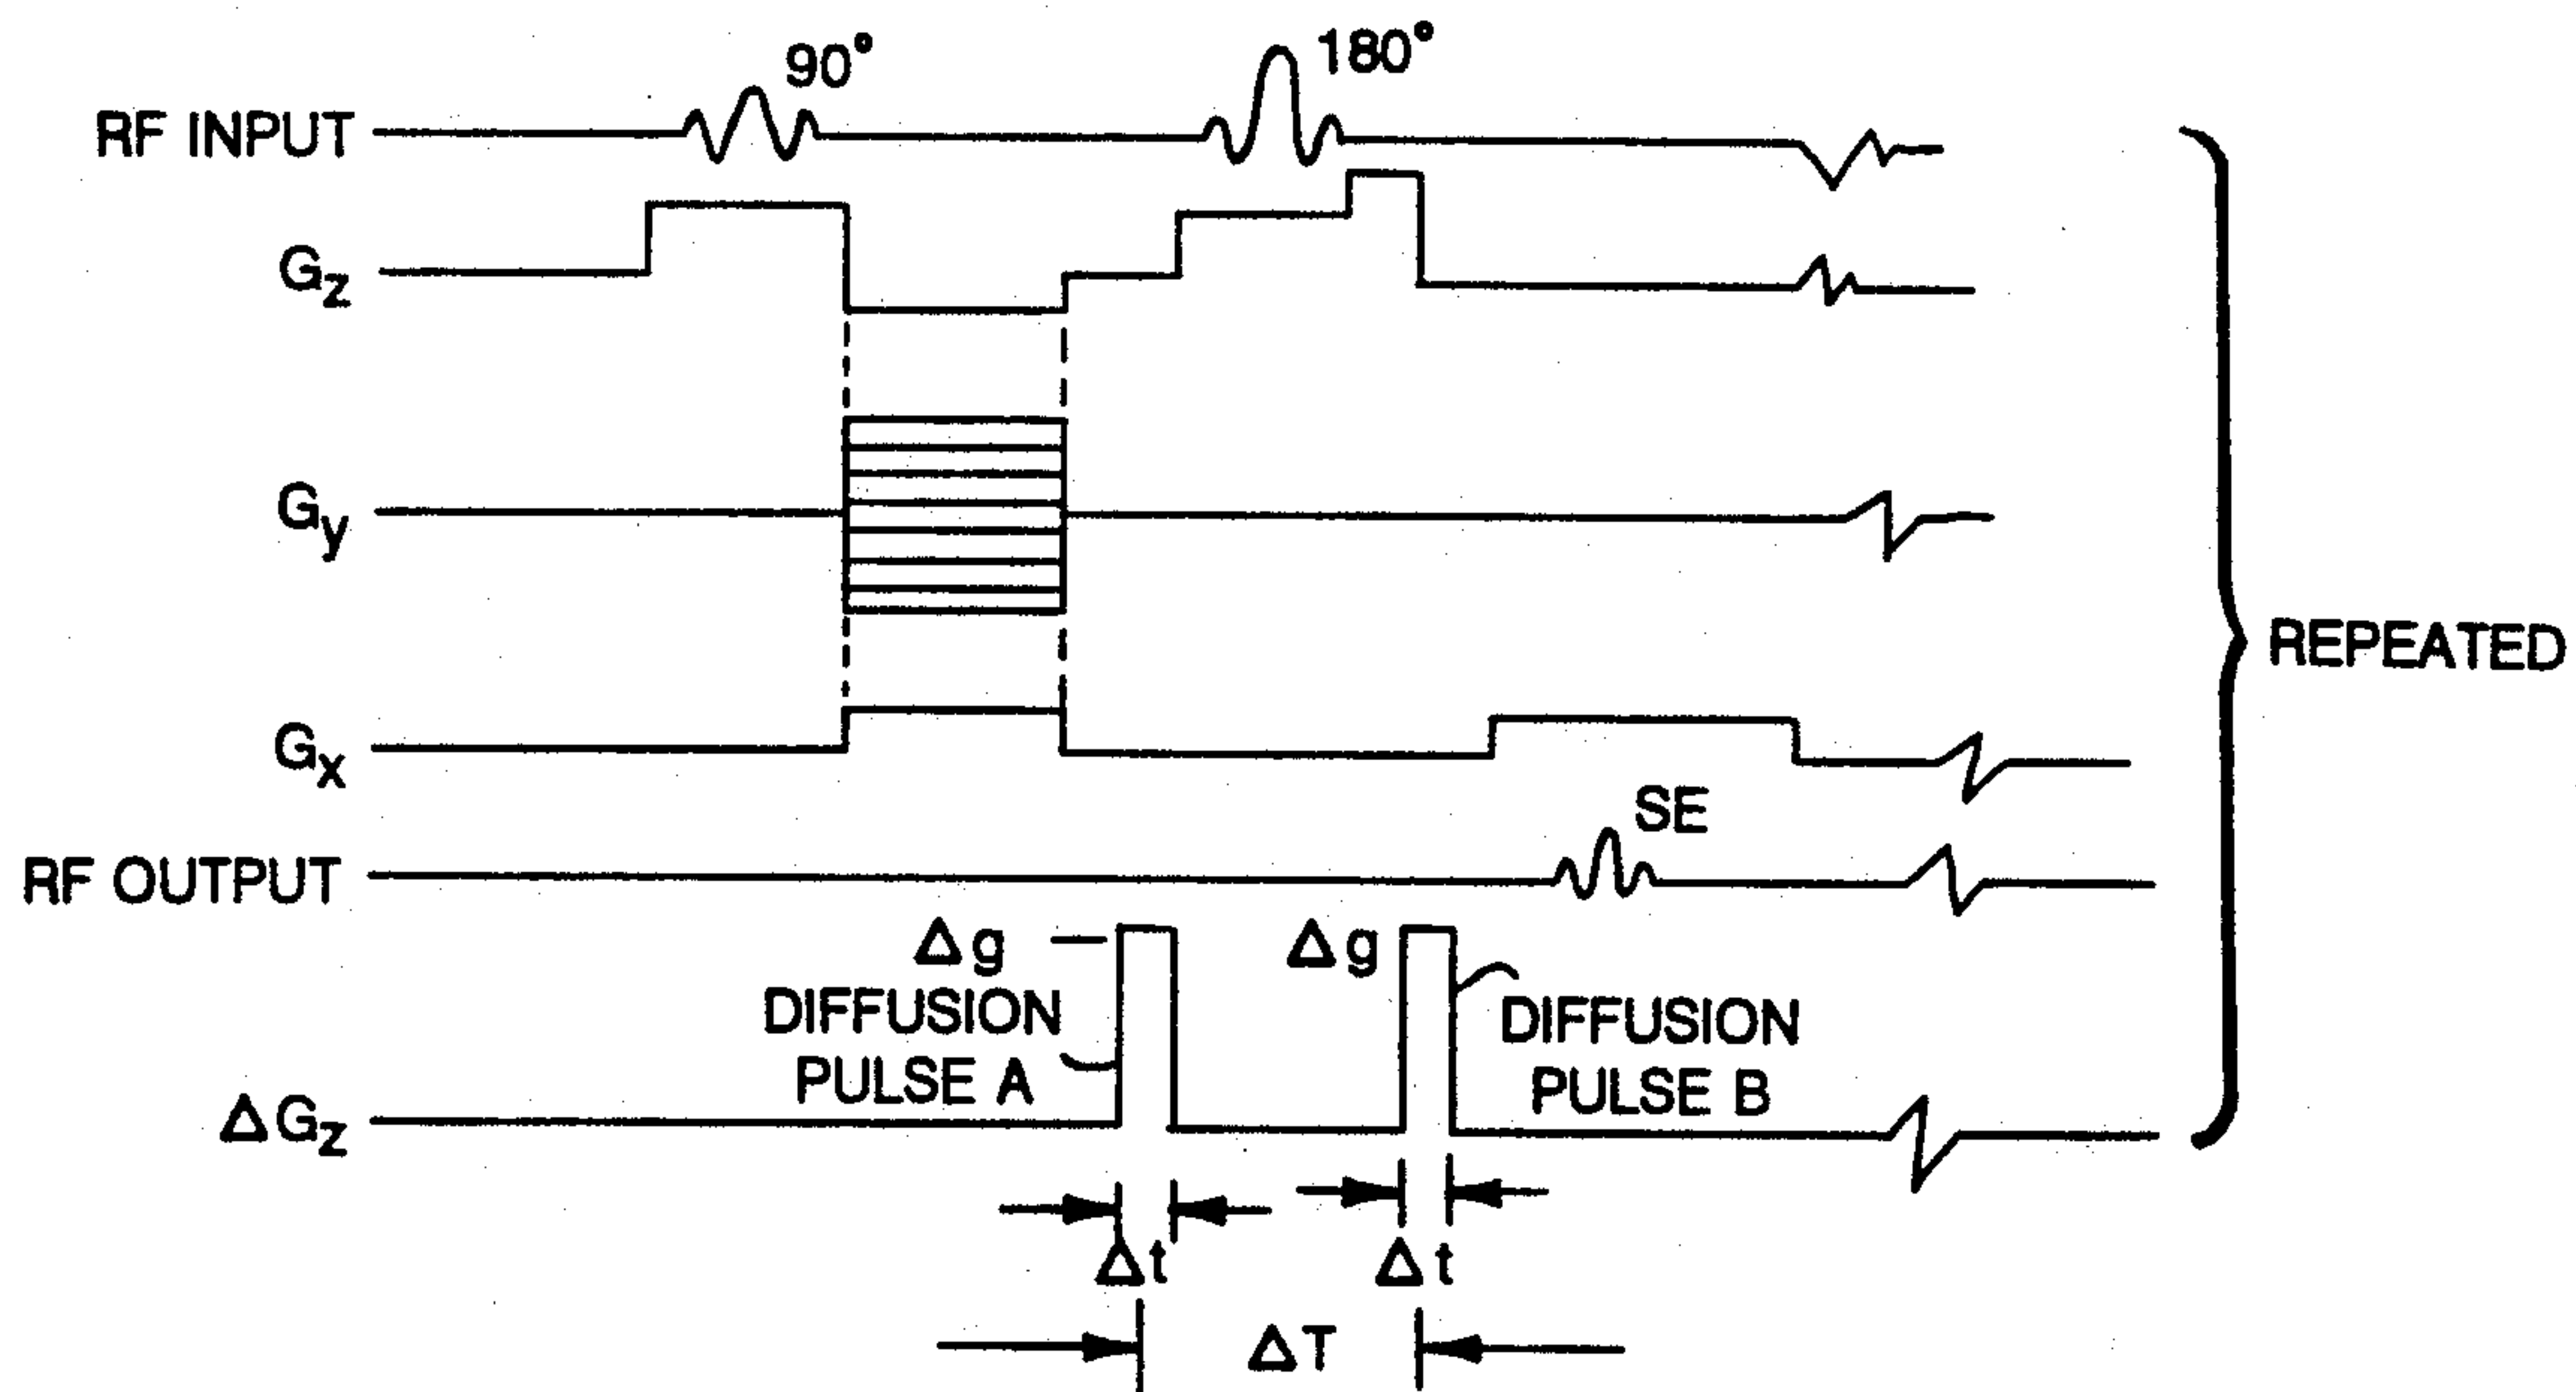 90°
180°
RF INPUT
Gz
Gy
REPEATED
Gx
SE
RF OUTPUT
Δg
Δg
DIFFUSION
PULSE A
DIFFUSION
PULSE B
ΔGz
Δt
Δt
ΔT